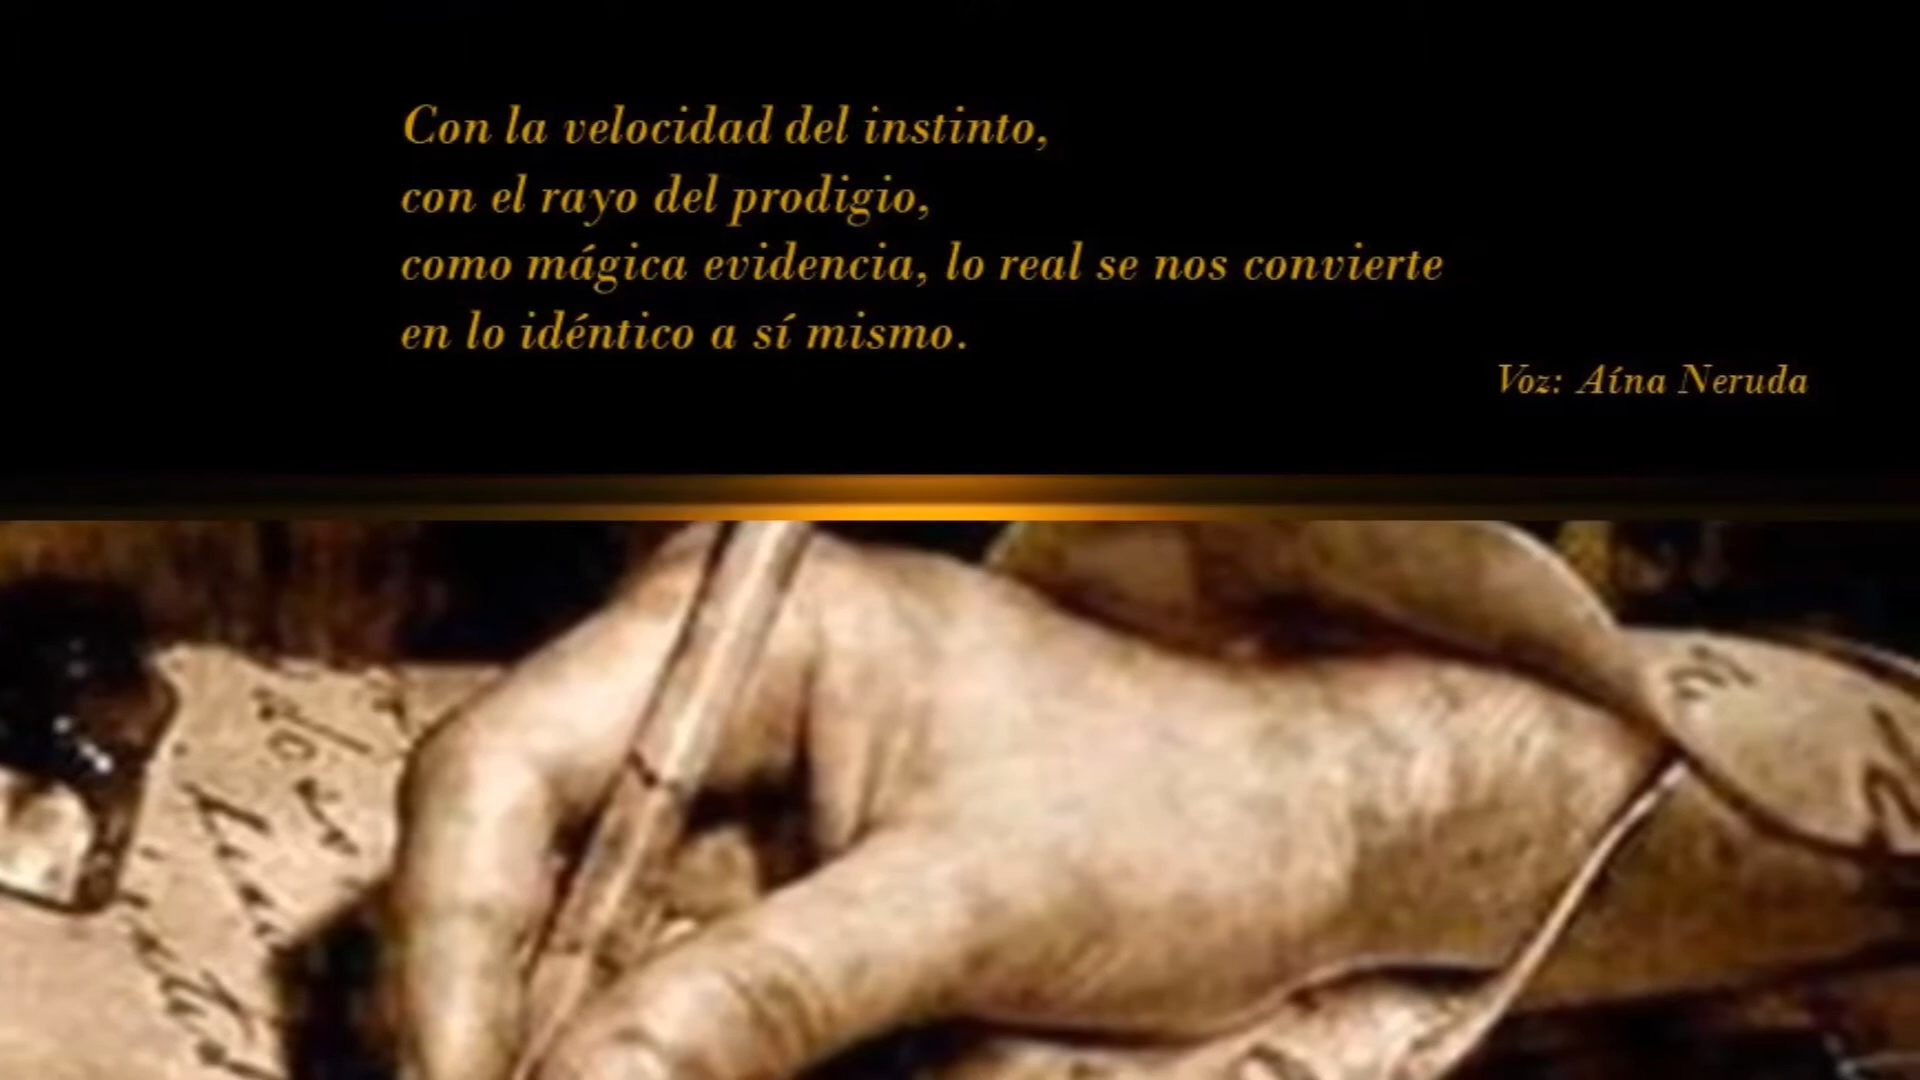 Con la velocidad del instinto,
con el rayo del prodigio,
como mágica evidencia, lo real se nos convierte
en lo idéntico a sí mismo.
Voz: Aína Neruda